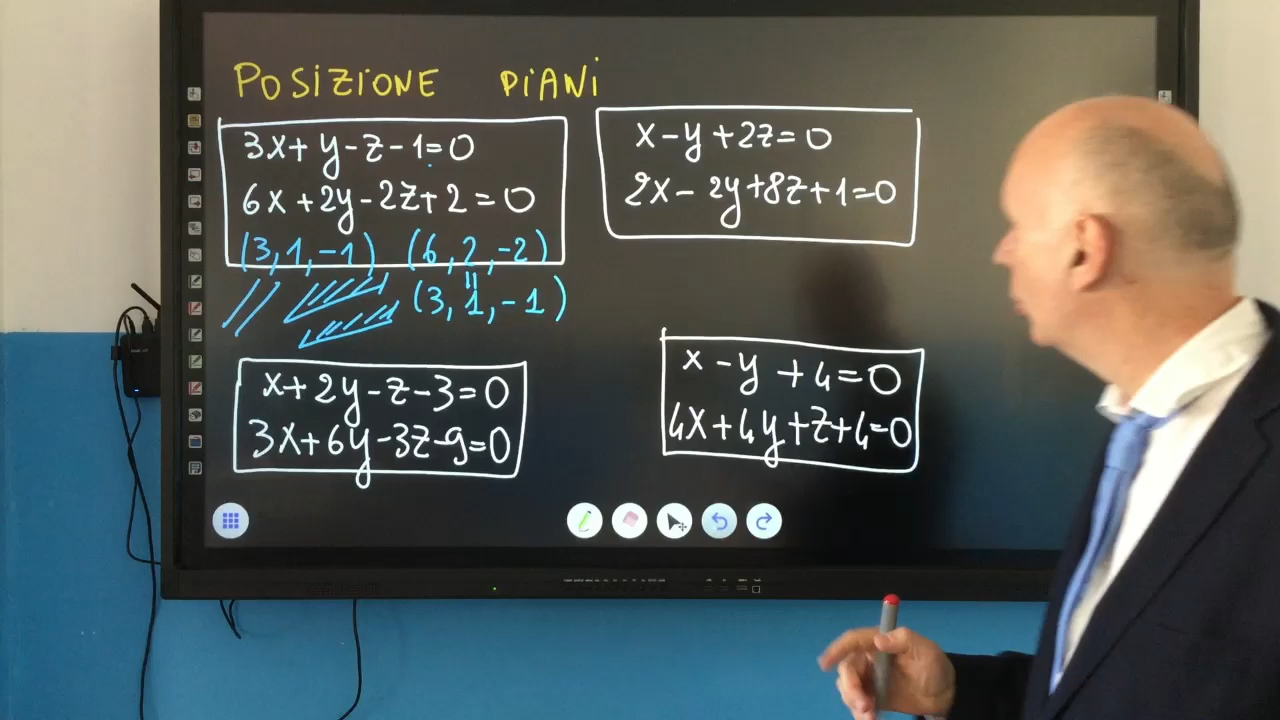 POSIZIONE PIANI
3x+y-z-1=0
6x+2y-2z+2=0
(3,1,-1) (6,2,-2)
// (3,1,-1)
x-y+2z=0
2x-2y+8z+1=0
x+2y-z-3=0
3x+6y-3z-9=0
x-y+4=0
4x+4y+z+4=0